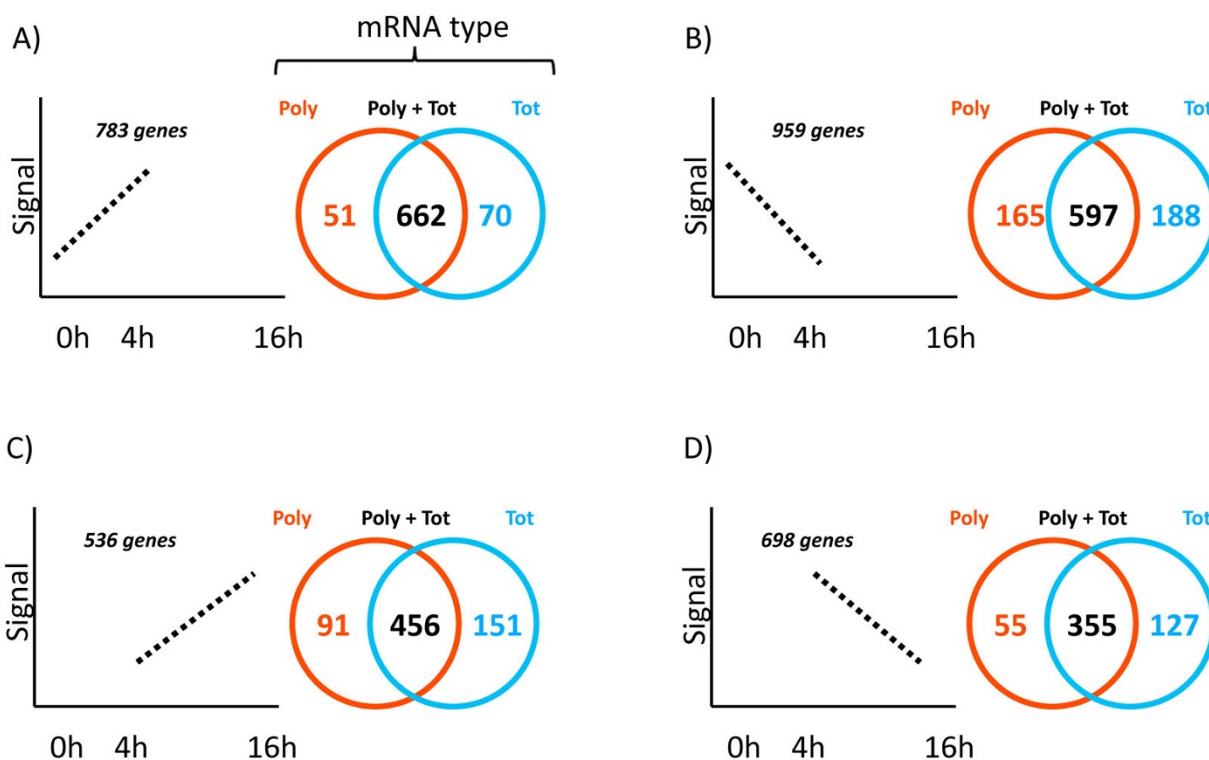 A)
mRNA type
Poly Poly + Tot Tot
783 genes
Signal
51 662 70
0h 4h 16h
B)
Poly Poly + Tot Tot
959 genes
Signal
165 597 188
0h 4h 16h
C)
Poly Poly + Tot Tot
536 genes
Signal
91 456 151
0h 4h 16h
D)
Poly Poly + Tot Tot
698 genes
Signal
55 355 127
0h 4h 16h